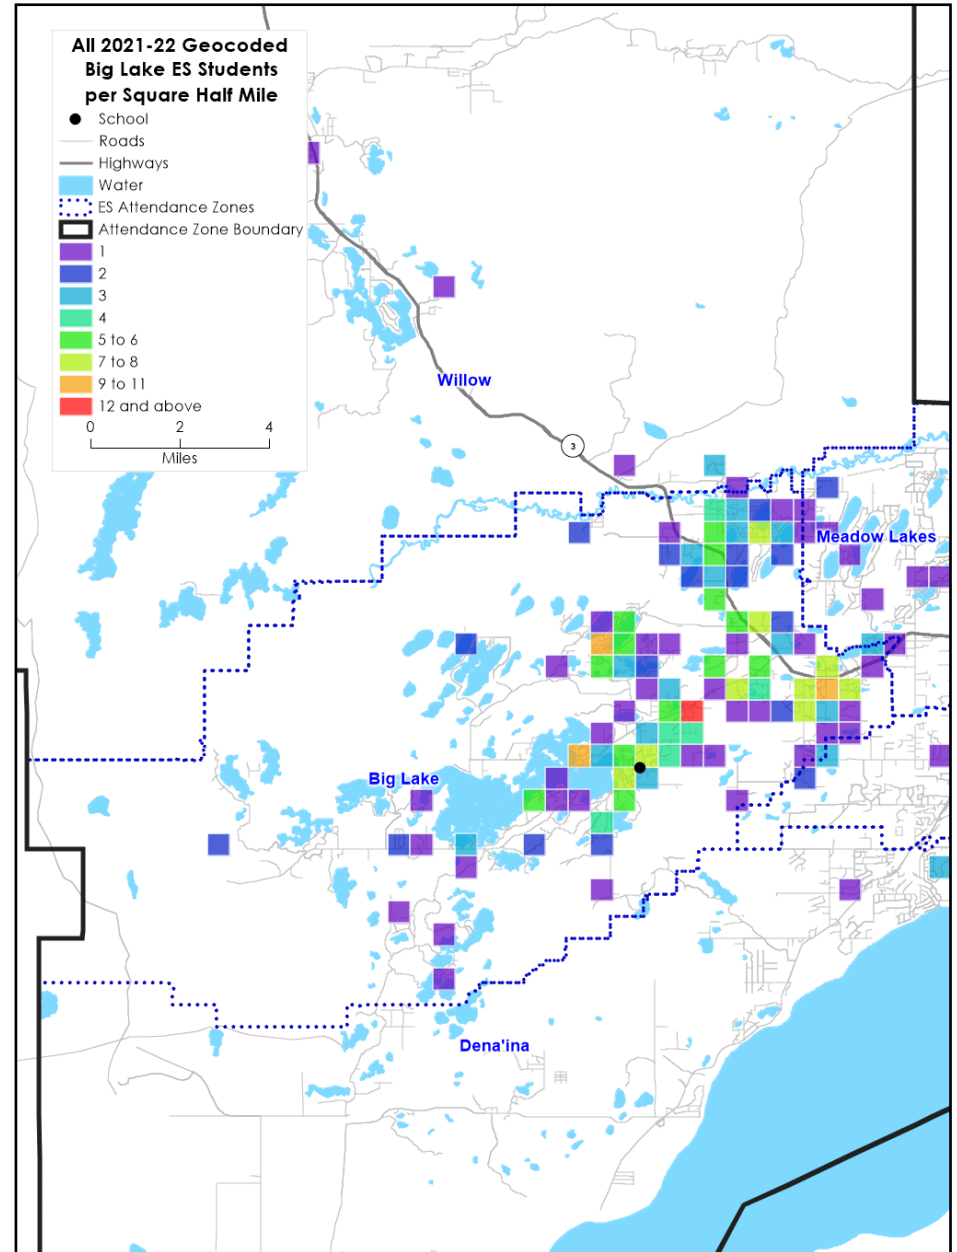 All 2021-22 Geocoded
Big Lake ES Students
per Square Half Mile
School
Roads
Highways
Water
ES Attendance Zones
Attendance Zone Boundary
1
2
3
4
5 to 6
7 to 8
9 to 11
12 and above
0 2 4
Miles
Willow
3
Meadow Lakes
Big Lake
Dena'ina